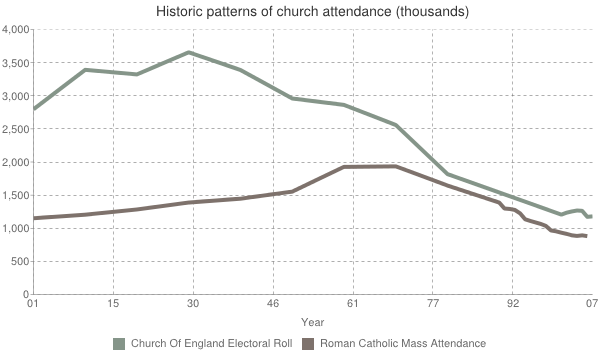 Historic patterns of church attendance (thousands)
4,000
3,500
3,000
2,500
2,000
1,500
1,000
500
0
01 15 30 46 61 77 92 07
Year
Church Of England Electoral Roll Roman Catholic Mass Attendance